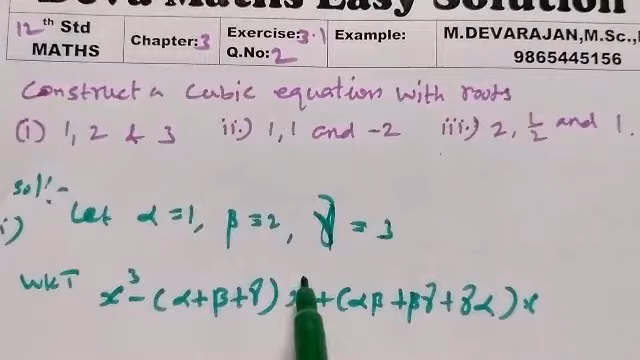 Deva Maths Easy Solution
12th Std
MATHS
Chapter:3
Exercise:3.1
Q.No:2
Example:
M.DEVARAJAN,M.Sc.,
9865445156
Construct a cubic equation with roots
(i) 1, 2 & 3 ii.) 1, 1 and -2 iii.) 2, 1/2 and 1.
Sol:-
i) Let α = 1, β = 2, γ = 3
WKT x³ - (α+β+γ) x + (αβ+βγ+γα) x